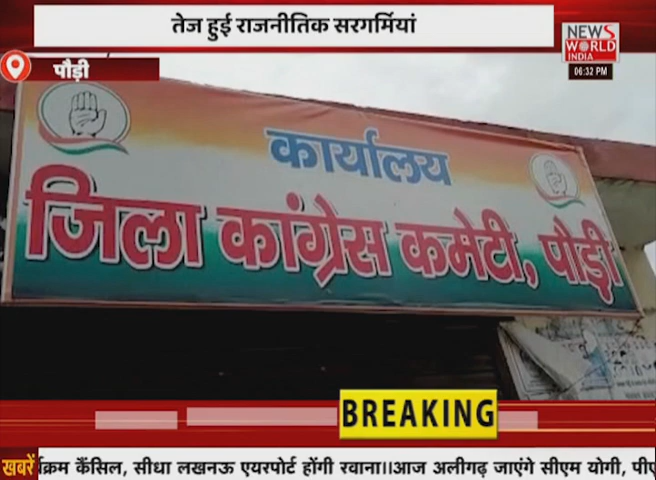 तेज हुई राजनीतिक सरगर्मियां
NEWS
WORLD
INDIA
06:32 PM
पौड़ी
कार्यालय
जिला कांग्रेस कमेटी, पौड़ी
BREAKING
खबरें
कैंसिल, सीधा लखनऊ एयरपोर्ट होंगी रवाना।।आज अलीगढ़ जाएंगे सीएम योगी,